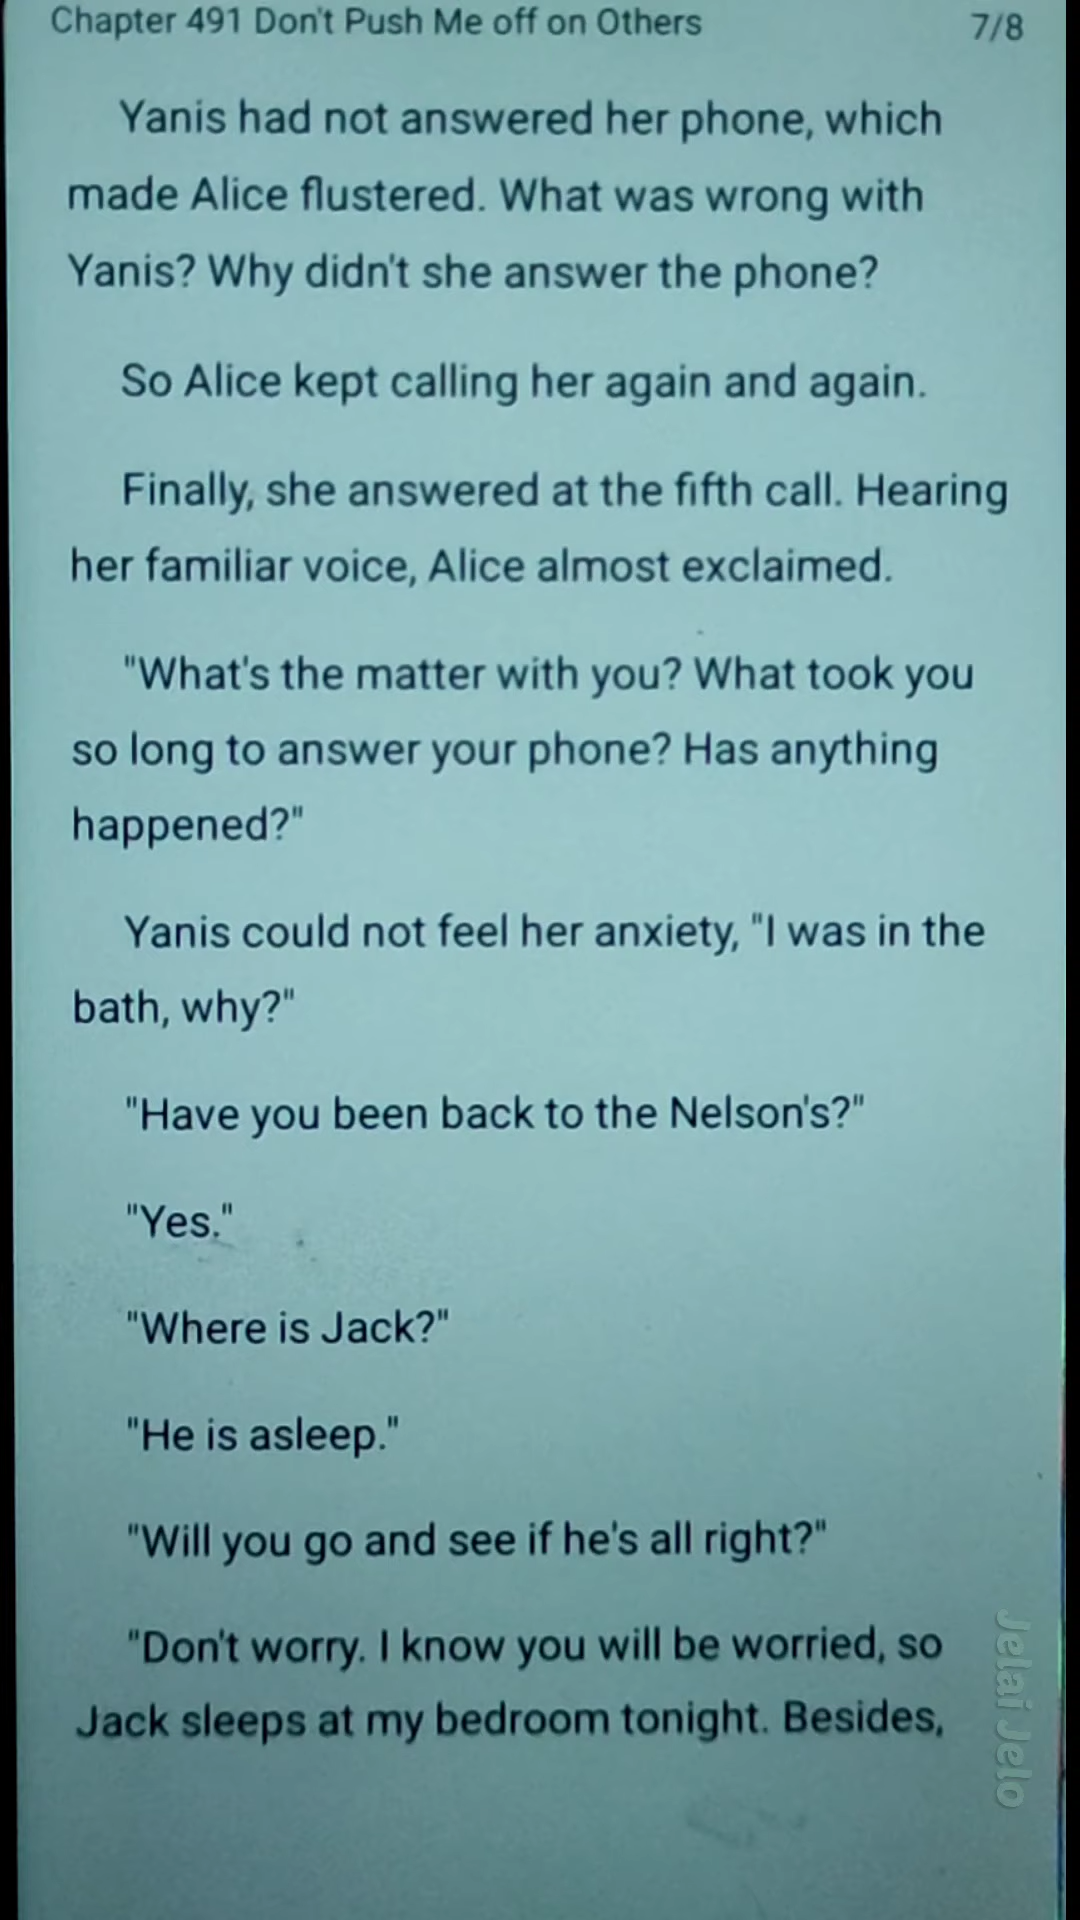 Chapter 491 Don't Push Me off on Others 7/8
Yanis had not answered her phone, which
made Alice flustered. What was wrong with
Yanis? Why didn't she answer the phone?
So Alice kept calling her again and again.
Finally, she answered at the fifth call. Hearing
her familiar voice, Alice almost exclaimed.
"What's the matter with you? What took you
so long to answer your phone? Has anything
happened?"
Yanis could not feel her anxiety, "I was in the
bath, why?"
"Have you been back to the Nelson's?"
"Yes."
"Where is Jack?"
"He is asleep."
"Will you go and see if he's all right?"
"Don't worry. I know you will be worried, so
Jack sleeps at my bedroom tonight. Besides,
Jelai Jelo